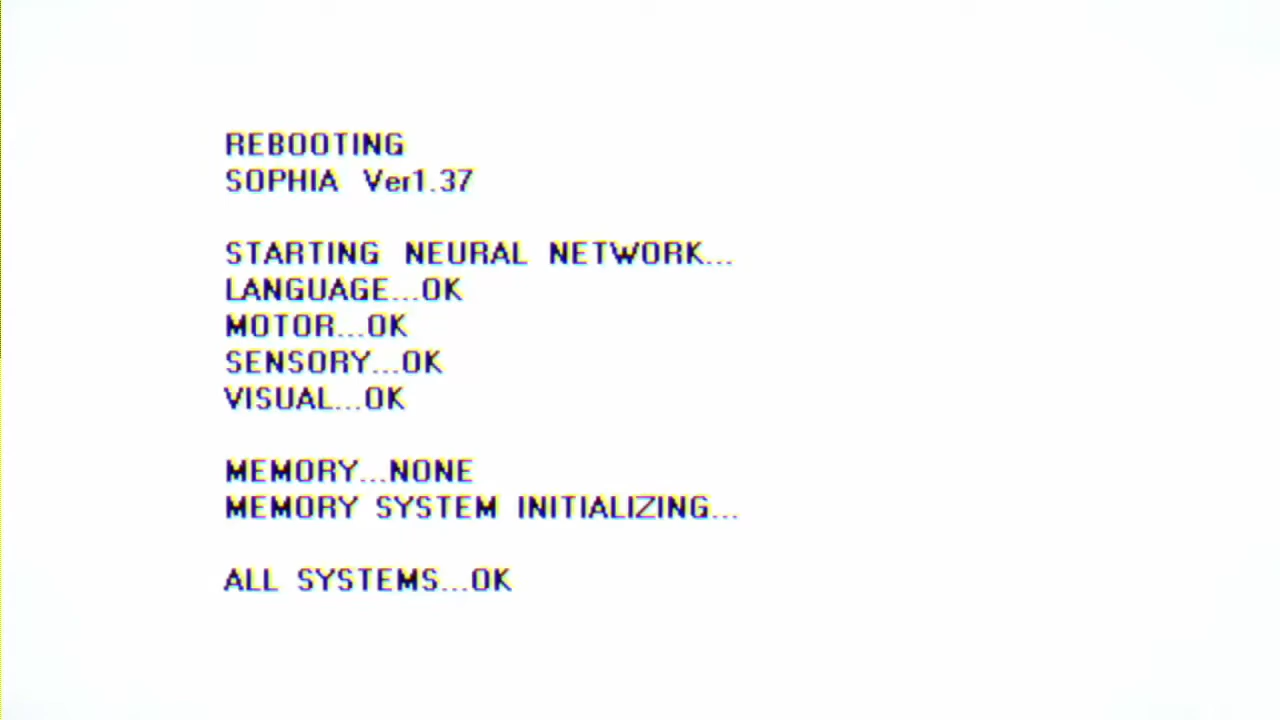 REBOOTING
SOPHIA Ver1.37
STARTING NEURAL NETWORK...
LANGUAGE...OK
MOTOR...OK
SENSORY...OK
VISUAL...OK
MEMORY...NONE
MEMORY SYSTEM INITIALIZING...
ALL SYSTEMS...OK